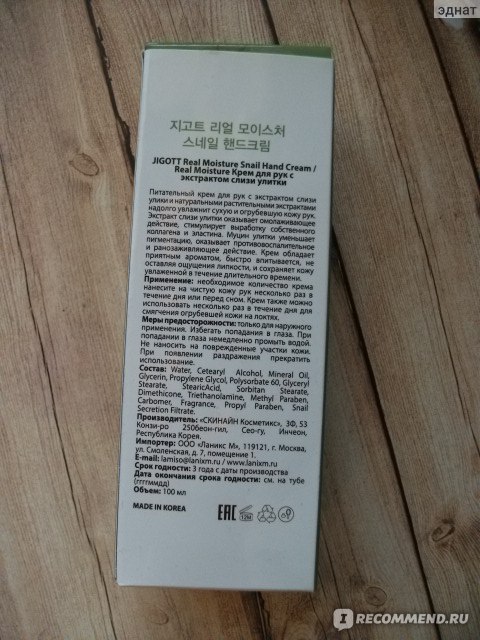 эднат
지고트 리얼 모이스처
스네일 핸드크림
JIGOTT Real Moisture Snail Hand Cream /
Real Moisture Крем для рук с
экстрактом слизи улитки
Питательный крем для рук с экстрактом слизи
улики и натуральными растительными экстрактами
надолго увлажнит сухую и огрубевшую кожу рук.
Экстракт слизи улитки оказывает омолаживающее
действие, стимулирует выработку собственного
коллагена и эластина. Муцин улитки уменьшает
пигментацию, оказывает противовоспалительное
и ранозаживляющее действие. Крем обладает
приятным ароматом, быстро впитывается, не
оставляя ощущения липкости, и сохраняет кожу
увлаженной в течение длительного времени.
Применение: необходимое количество крема
нанесите на чистую кожу рук несколько раз в
течение дня или перед сном. Крем также можно
использовать несколько раз в течение дня для
смягчения огрубевшей кожи на локтях.
Меры предосторожности: только для наружного
применения. Избегать попадания в глаза. При
попадании в глаза немедленно промыть водой.
Не наносить на поврежденные участки кожи.
При появлении раздражения прекратить
использование.
Состав: Water, Cetearyl Alcohol, Mineral Oil,
Glycerin, Propylene Glycol, Polysorbate 60, Glyceryl
Stearate, StearicAcid, Sorbitan Stearate,
Dimethicone, Triethanolamine, Methyl Paraben,
Carbomer, Fragrance, Propyl Paraben, Snail
Secretion Filtrate.
Производитель: «СКИНАЙН Косметикс», 3Ф, 53
Конзи-ро 250беон-гил, Сео-гу, Инчеон,
Республика Корея.
Импортер: ООО «Ланикс М», 119121, г. Москва,
ул. Смоленская, д. 7, помещение 1.
E-mail: lamiso@lanixm.ru, www.lanixm.ru
Срок годности: 3 года с даты производства
Дата окончания срока годности: см. на тубе
(ггггммдд)
Объем: 100 мл
MADE IN KOREA
EAC 12M
IRECOMMEND.RU